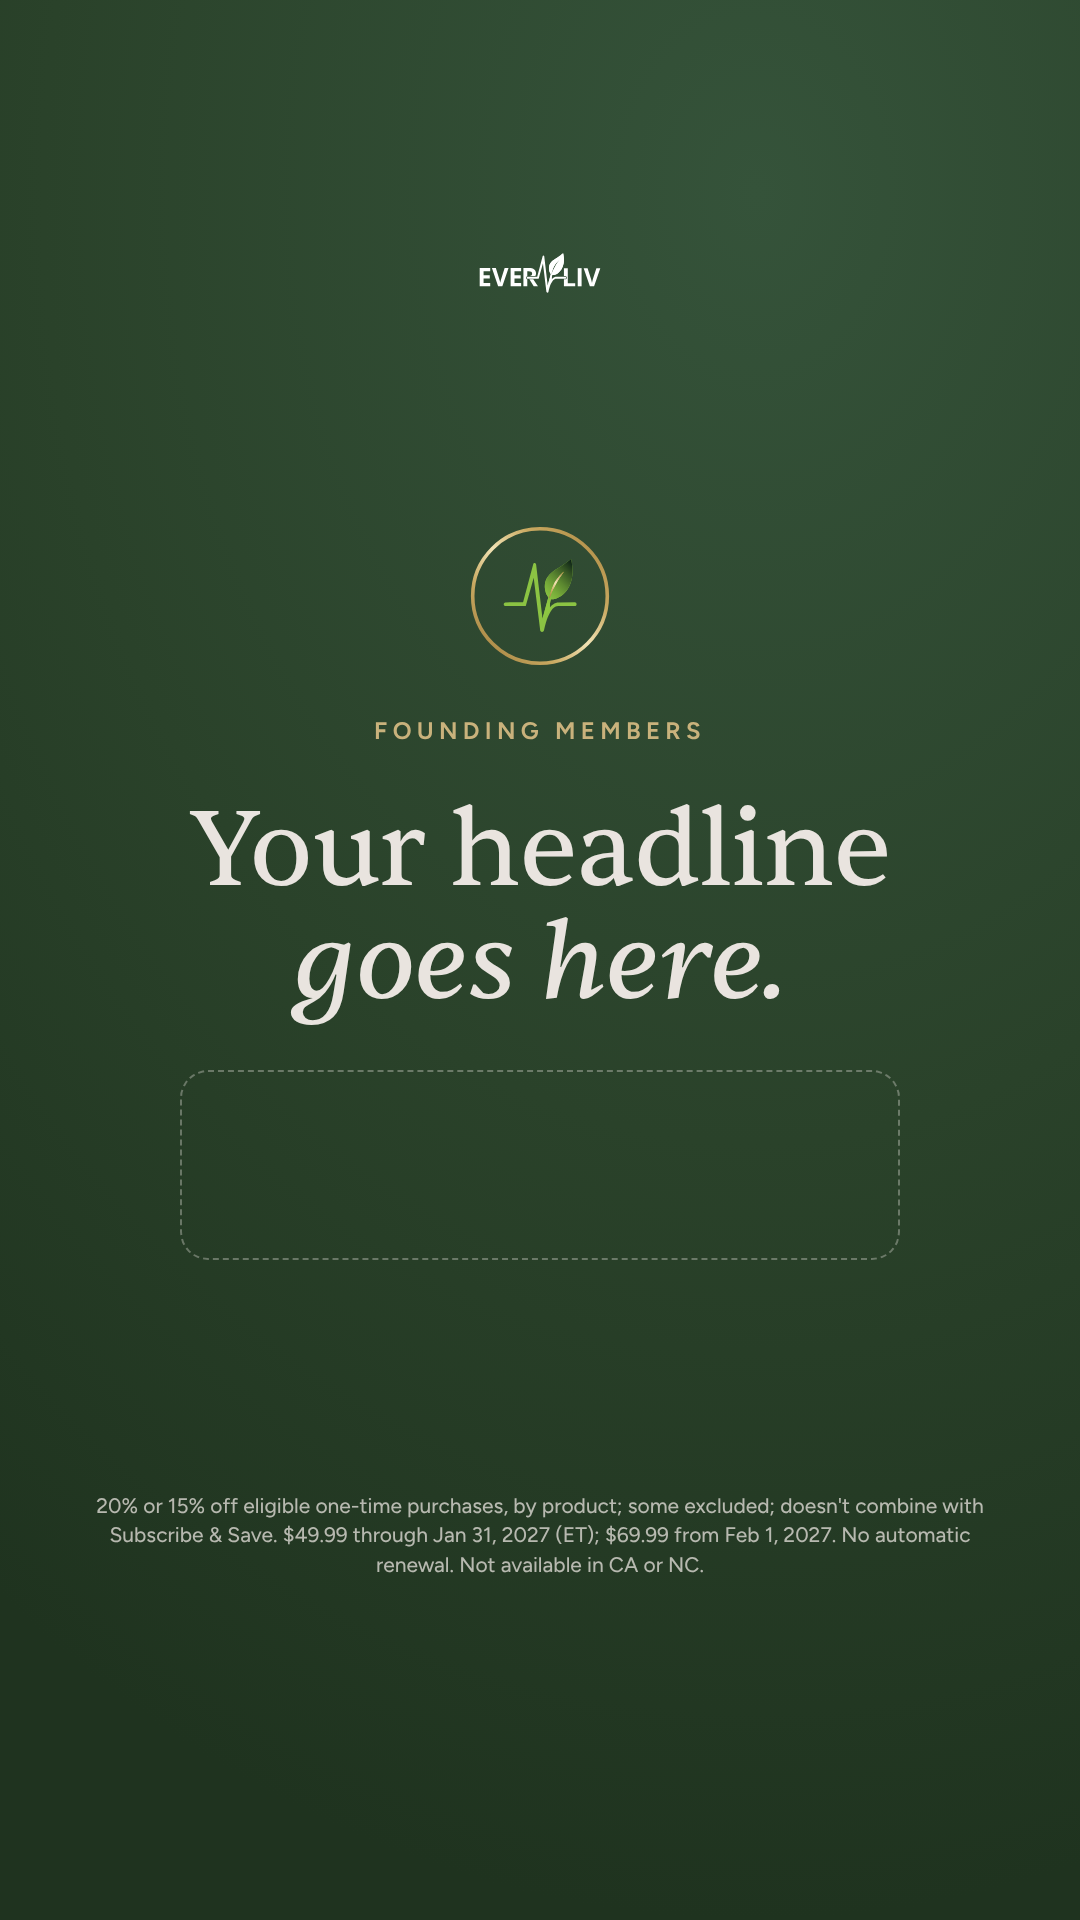 EVERLIV
FOUNDING MEMBERS
Your headline
goes here.
20% or 15% off eligible one-time purchases, by product; some excluded; doesn't combine with
Subscribe & Save. $49.99 through Jan 31, 2027 (ET); $69.99 from Feb 1, 2027. No automatic
renewal. Not available in CA or NC.